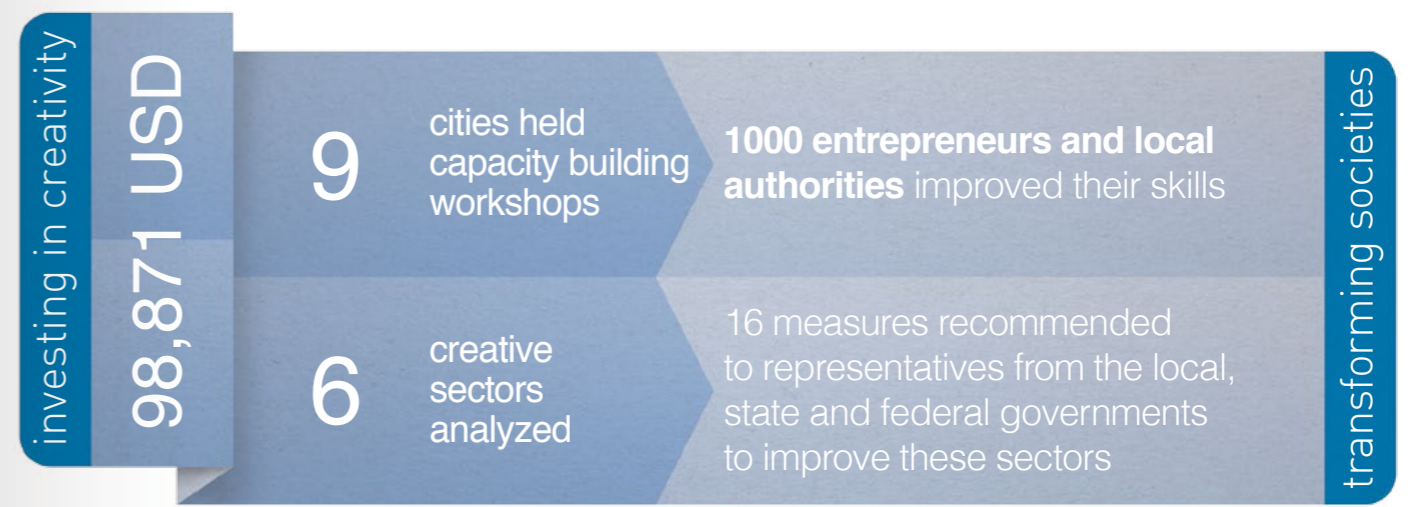 investing in creativity
98,871 USD
9
cities held
capacity building
workshops
1000 entrepreneurs and local
authorities improved their skills
6
creative
sectors
analyzed
16 measures recommended
to representatives from the local,
state and federal governments
to improve these sectors
transforming societies